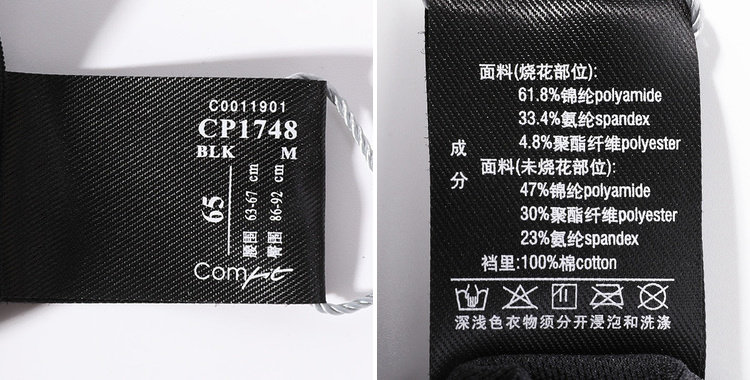 C0011901
CP1748
BLK M
65
腰围 63-67 cm
臀围 86-92 cm
Comfit
成分
面料(烧花部位):
61.8%锦纶polyamide
33.4%氨纶spandex
4.8%聚酯纤维polyester
面料(未烧花部位):
47%锦纶polyamide
30%聚酯纤维polyester
23%氨纶spandex
裆里:100%棉cotton
深浅色衣物须分开浸泡和洗涤